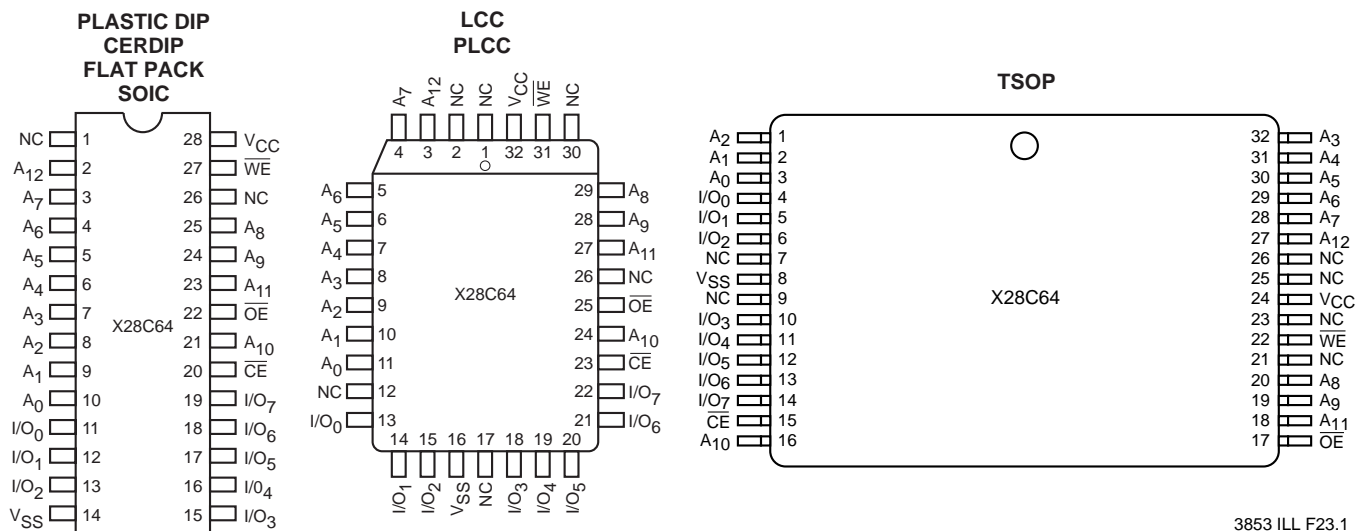 PLASTIC DIP
CERDIP
FLAT PACK
SOIC
NC 1 28 VCC
A12 2 27 WE
A7 3 26 NC
A6 4 25 A8
A5 5 24 A9
A4 6 23 A11
A3 7 22 OE
A2 8 21 A10
A1 9 20 CE
A0 10 19 I/O7
I/O0 11 18 I/O6
I/O1 12 17 I/O5
I/O2 13 16 I/04
VSS 14 15 I/O3
X28C64
LCC
PLCC
A7 A12 NC NC VCC WE NC
4 3 2 1 32 31 30
A6 5 29 A8
A5 6 28 A9
A4 7 27 A11
A3 8 26 NC
A2 9 25 OE
A1 10 24 A10
A0 11 23 CE
NC 12 22 I/O7
I/O0 13 21 I/O6
X28C64
14 15 16 17 18 19 20
I/O1 I/O2 VSS NC I/O3 I/O4 I/O5
TSOP
A2 1 32 A3
A1 2 31 A4
A0 3 30 A5
I/O0 4 29 A6
I/O1 5 28 A7
I/O2 6 27 A12
NC 7 26 NC
VSS 8 25 NC
NC 9 24 VCC
I/O3 10 23 NC
I/O4 11 22 WE
I/O5 12 21 NC
I/O6 13 20 A8
I/O7 14 19 A9
CE 15 18 A11
A10 16 17 OE
X28C64
3853 ILL F23.1